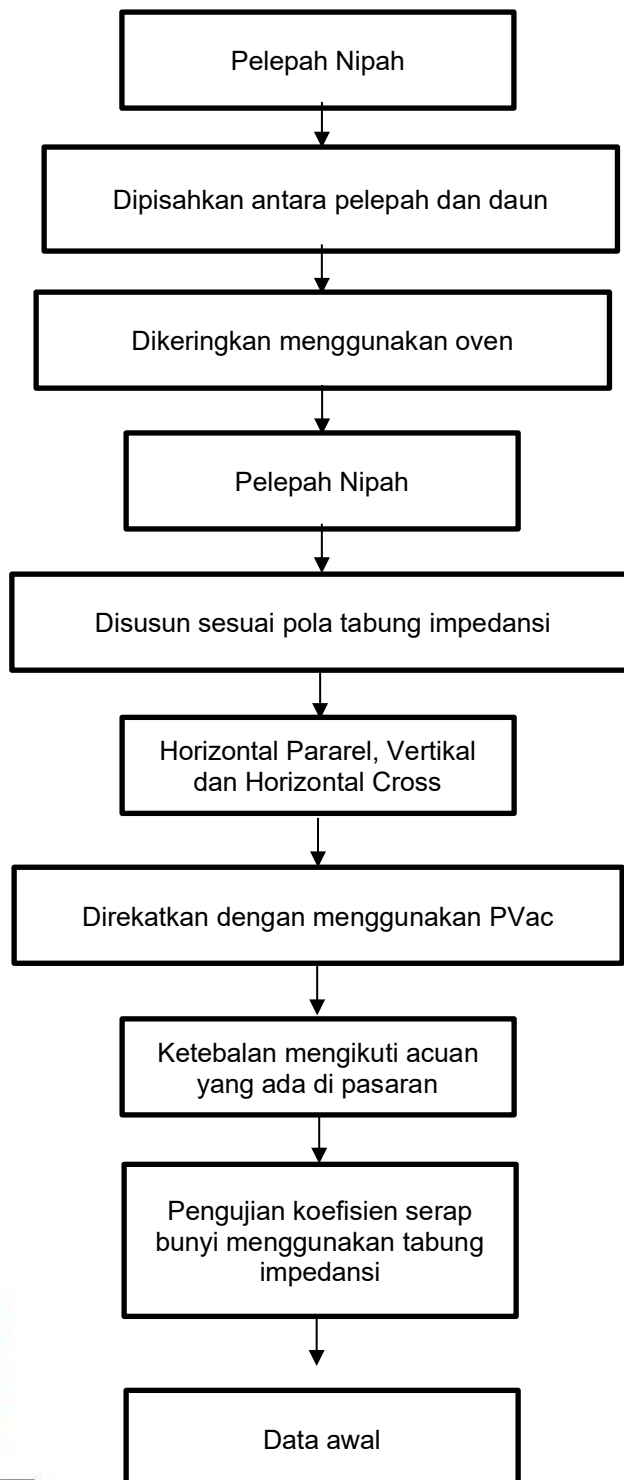 Pelepah Nipah
Dipisahkan antara pelepah dan daun
Dikeringkan menggunakan oven
Pelepah Nipah
Disusun sesuai pola tabung impedansi
Horizontal Pararel, Vertikal
dan Horizontal Cross
Direkatkan dengan menggunakan PVac
Ketebalan mengikuti acuan
yang ada di pasaran
Pengujian koefisien serap
bunyi menggunakan tabung
impedansi
Data awal